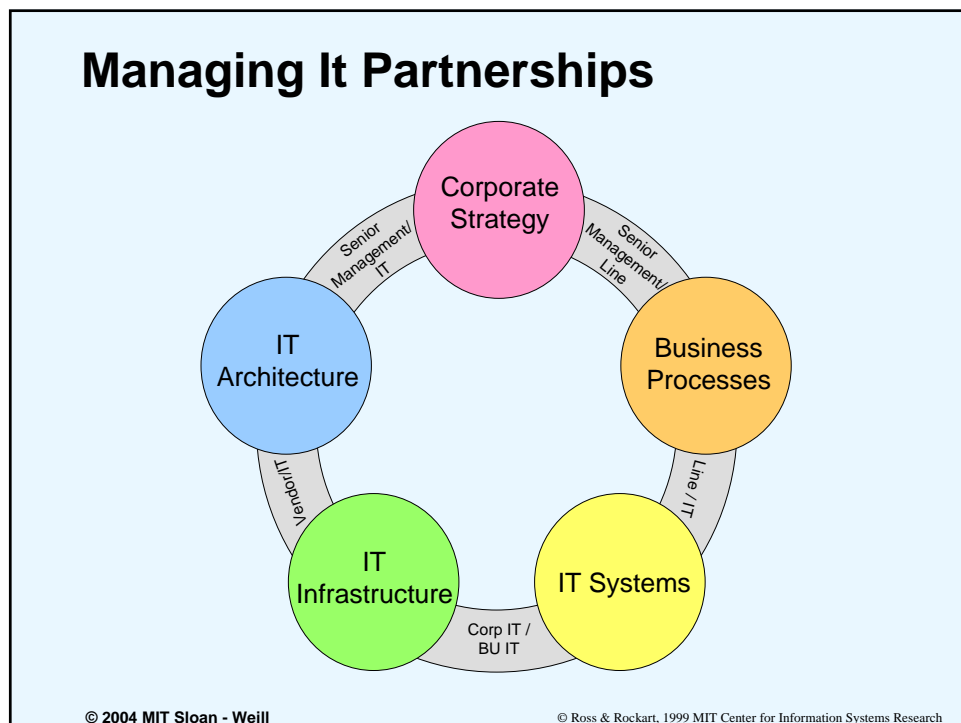 Managing It Partnerships
Corporate
Strategy
Senior
Management/
IT
Senior
Management/
Line
IT
Architecture
Business
Processes
Vendor/IT
Line / IT
IT
Infrastructure
IT Systems
Corp IT /
BU IT
© 2004 MIT Sloan - Weill
© Ross & Rockart, 1999 MIT Center for Information Systems Research